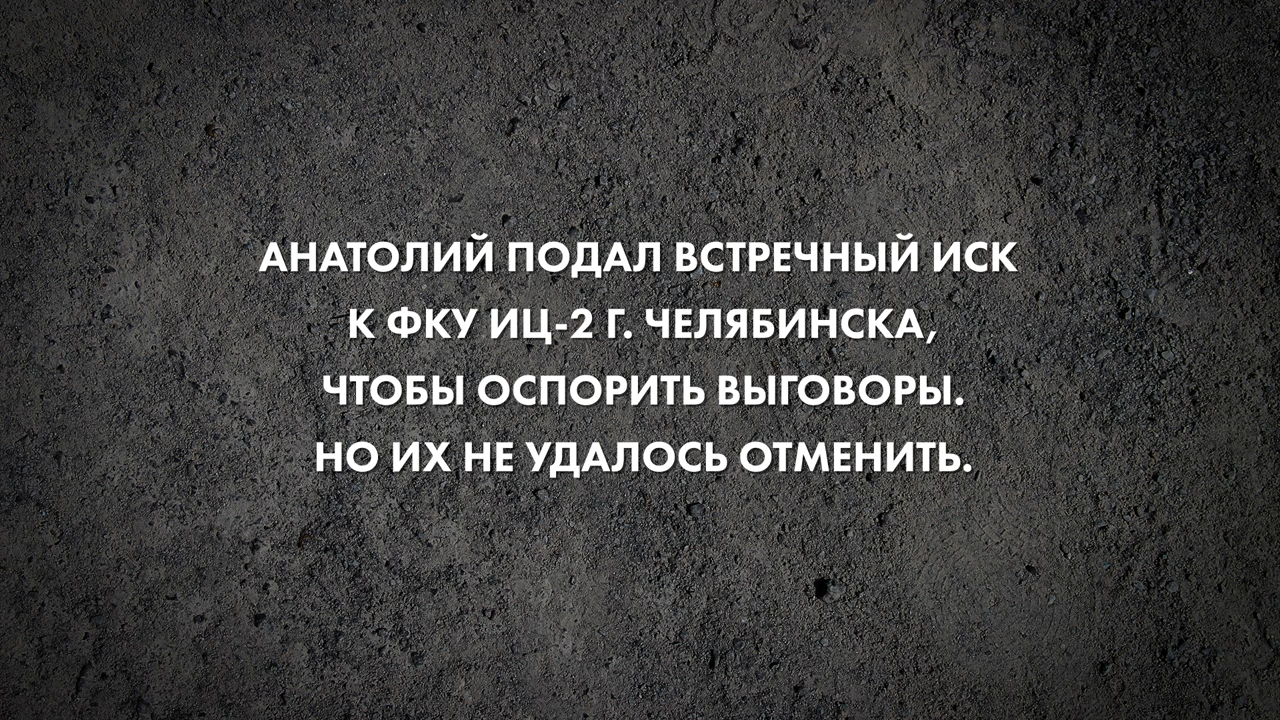 АНАТОЛИЙ ПОДАЛ ВСТРЕЧНЫЙ ИСК
К ФКУ ИЦ-2 Г. ЧЕЛЯБИНСКА,
ЧТОБЫ ОСПОРИТЬ ВЫГОВОРЫ.
НО ИХ НЕ УДАЛОСЬ ОТМЕНИТЬ.